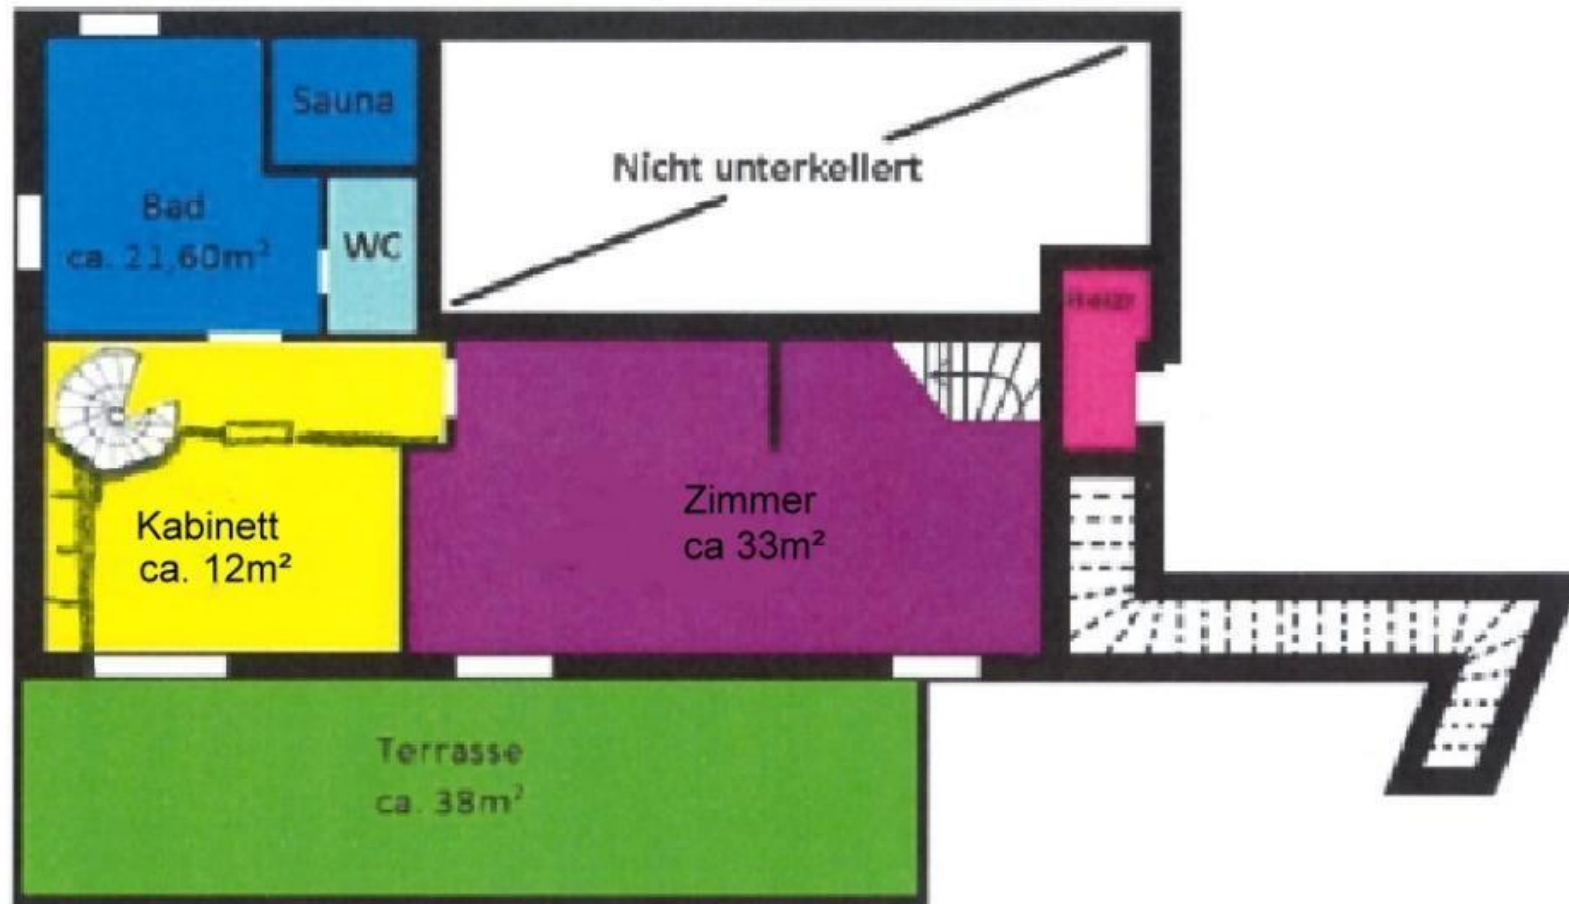 Sauna
Nicht unterkellert
Bad
ca. 21,60m²
WC
Zimmer
ca 33m²
Kabinett
ca. 12m²
Terrasse
ca. 38m²